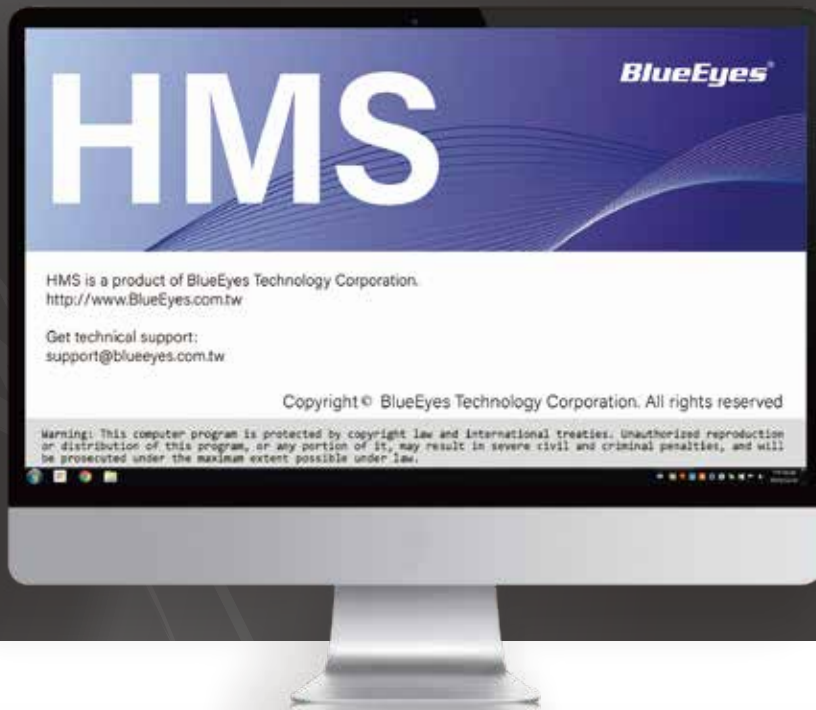 HMS
BlueEyes®
HMS is a product of BlueEyes Technology Corporation.
http://www.BlueEyes.com.tw
Get technical support:
support@blueeyes.com.tw
Copyright © BlueEyes Technology Corporation. All rights reserved
Warning: This computer program is protected by copyright law and international treaties. Unauthorized reproduction
or distribution of this program, or any portion of it, may result in severe civil and criminal penalties, and will
be prosecuted under the maximum extent possible under law.